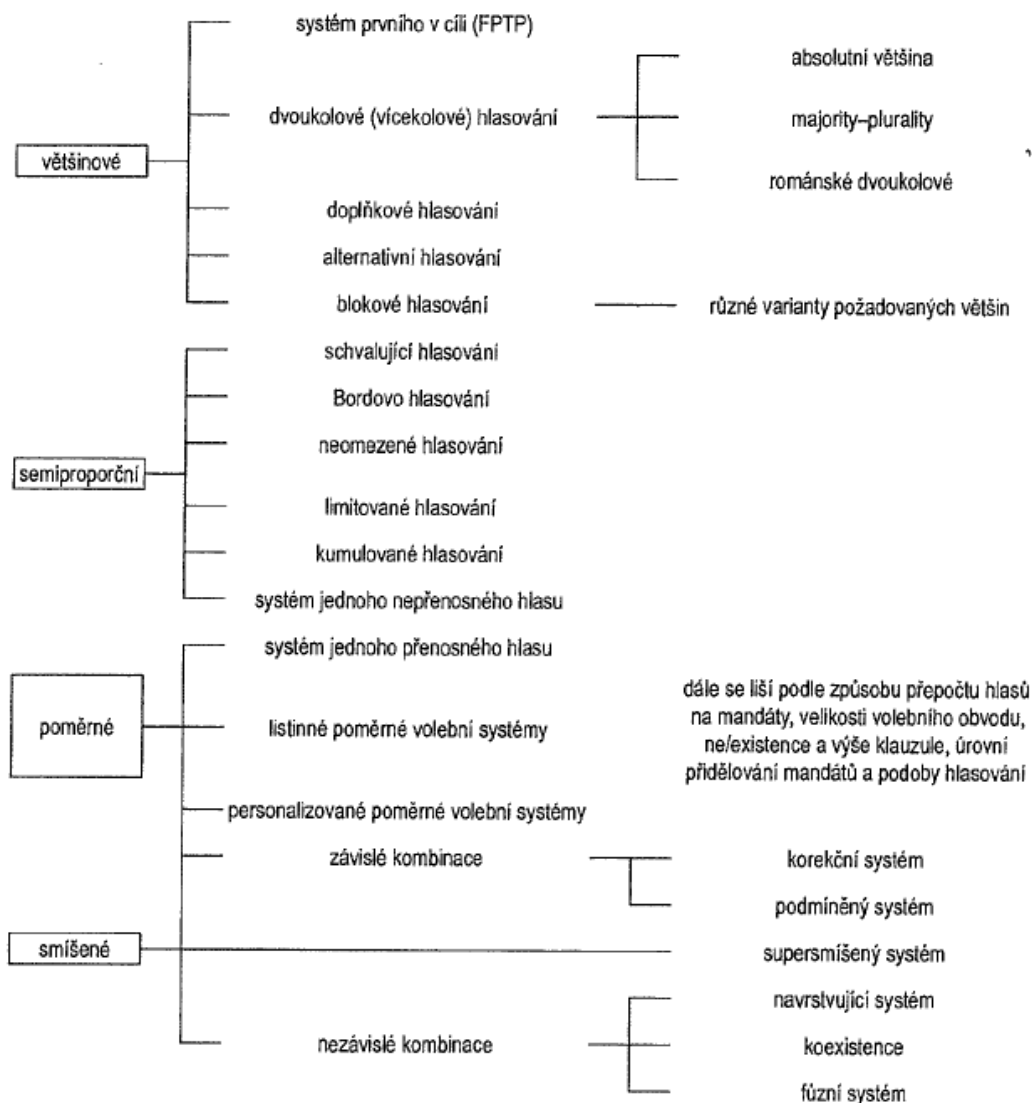 systém prvního v cíli (FPTP)
absolutní většina
dvoukolové (vícekolové) hlasování
majority–plurality
většinové
románské dvoukolové
doplňkové hlasování
alternativní hlasování
blokové hlasování
různé varianty požadovaných většin
schvalující hlasování
Bordovo hlasování
neomezené hlasování
semiproporční
limitované hlasování
kumulované hlasování
systém jednoho nepřenosného hlasu
systém jednoho přenosného hlasu
poměrné
listinné poměrné volební systémy
dále se liší podle způsobu přepočtu hlasů
na mandáty, velikosti volebního obvodu,
ne/existence a výše klauzule, úrovní
přidělování mandátů a podoby hlasování
personalizované poměrné volební systémy
závislé kombinace
korekční systém
podmíněný systém
smíšené
supersmíšený systém
navrstvující systém
nezávislé kombinace
koexistence
fúzní systém